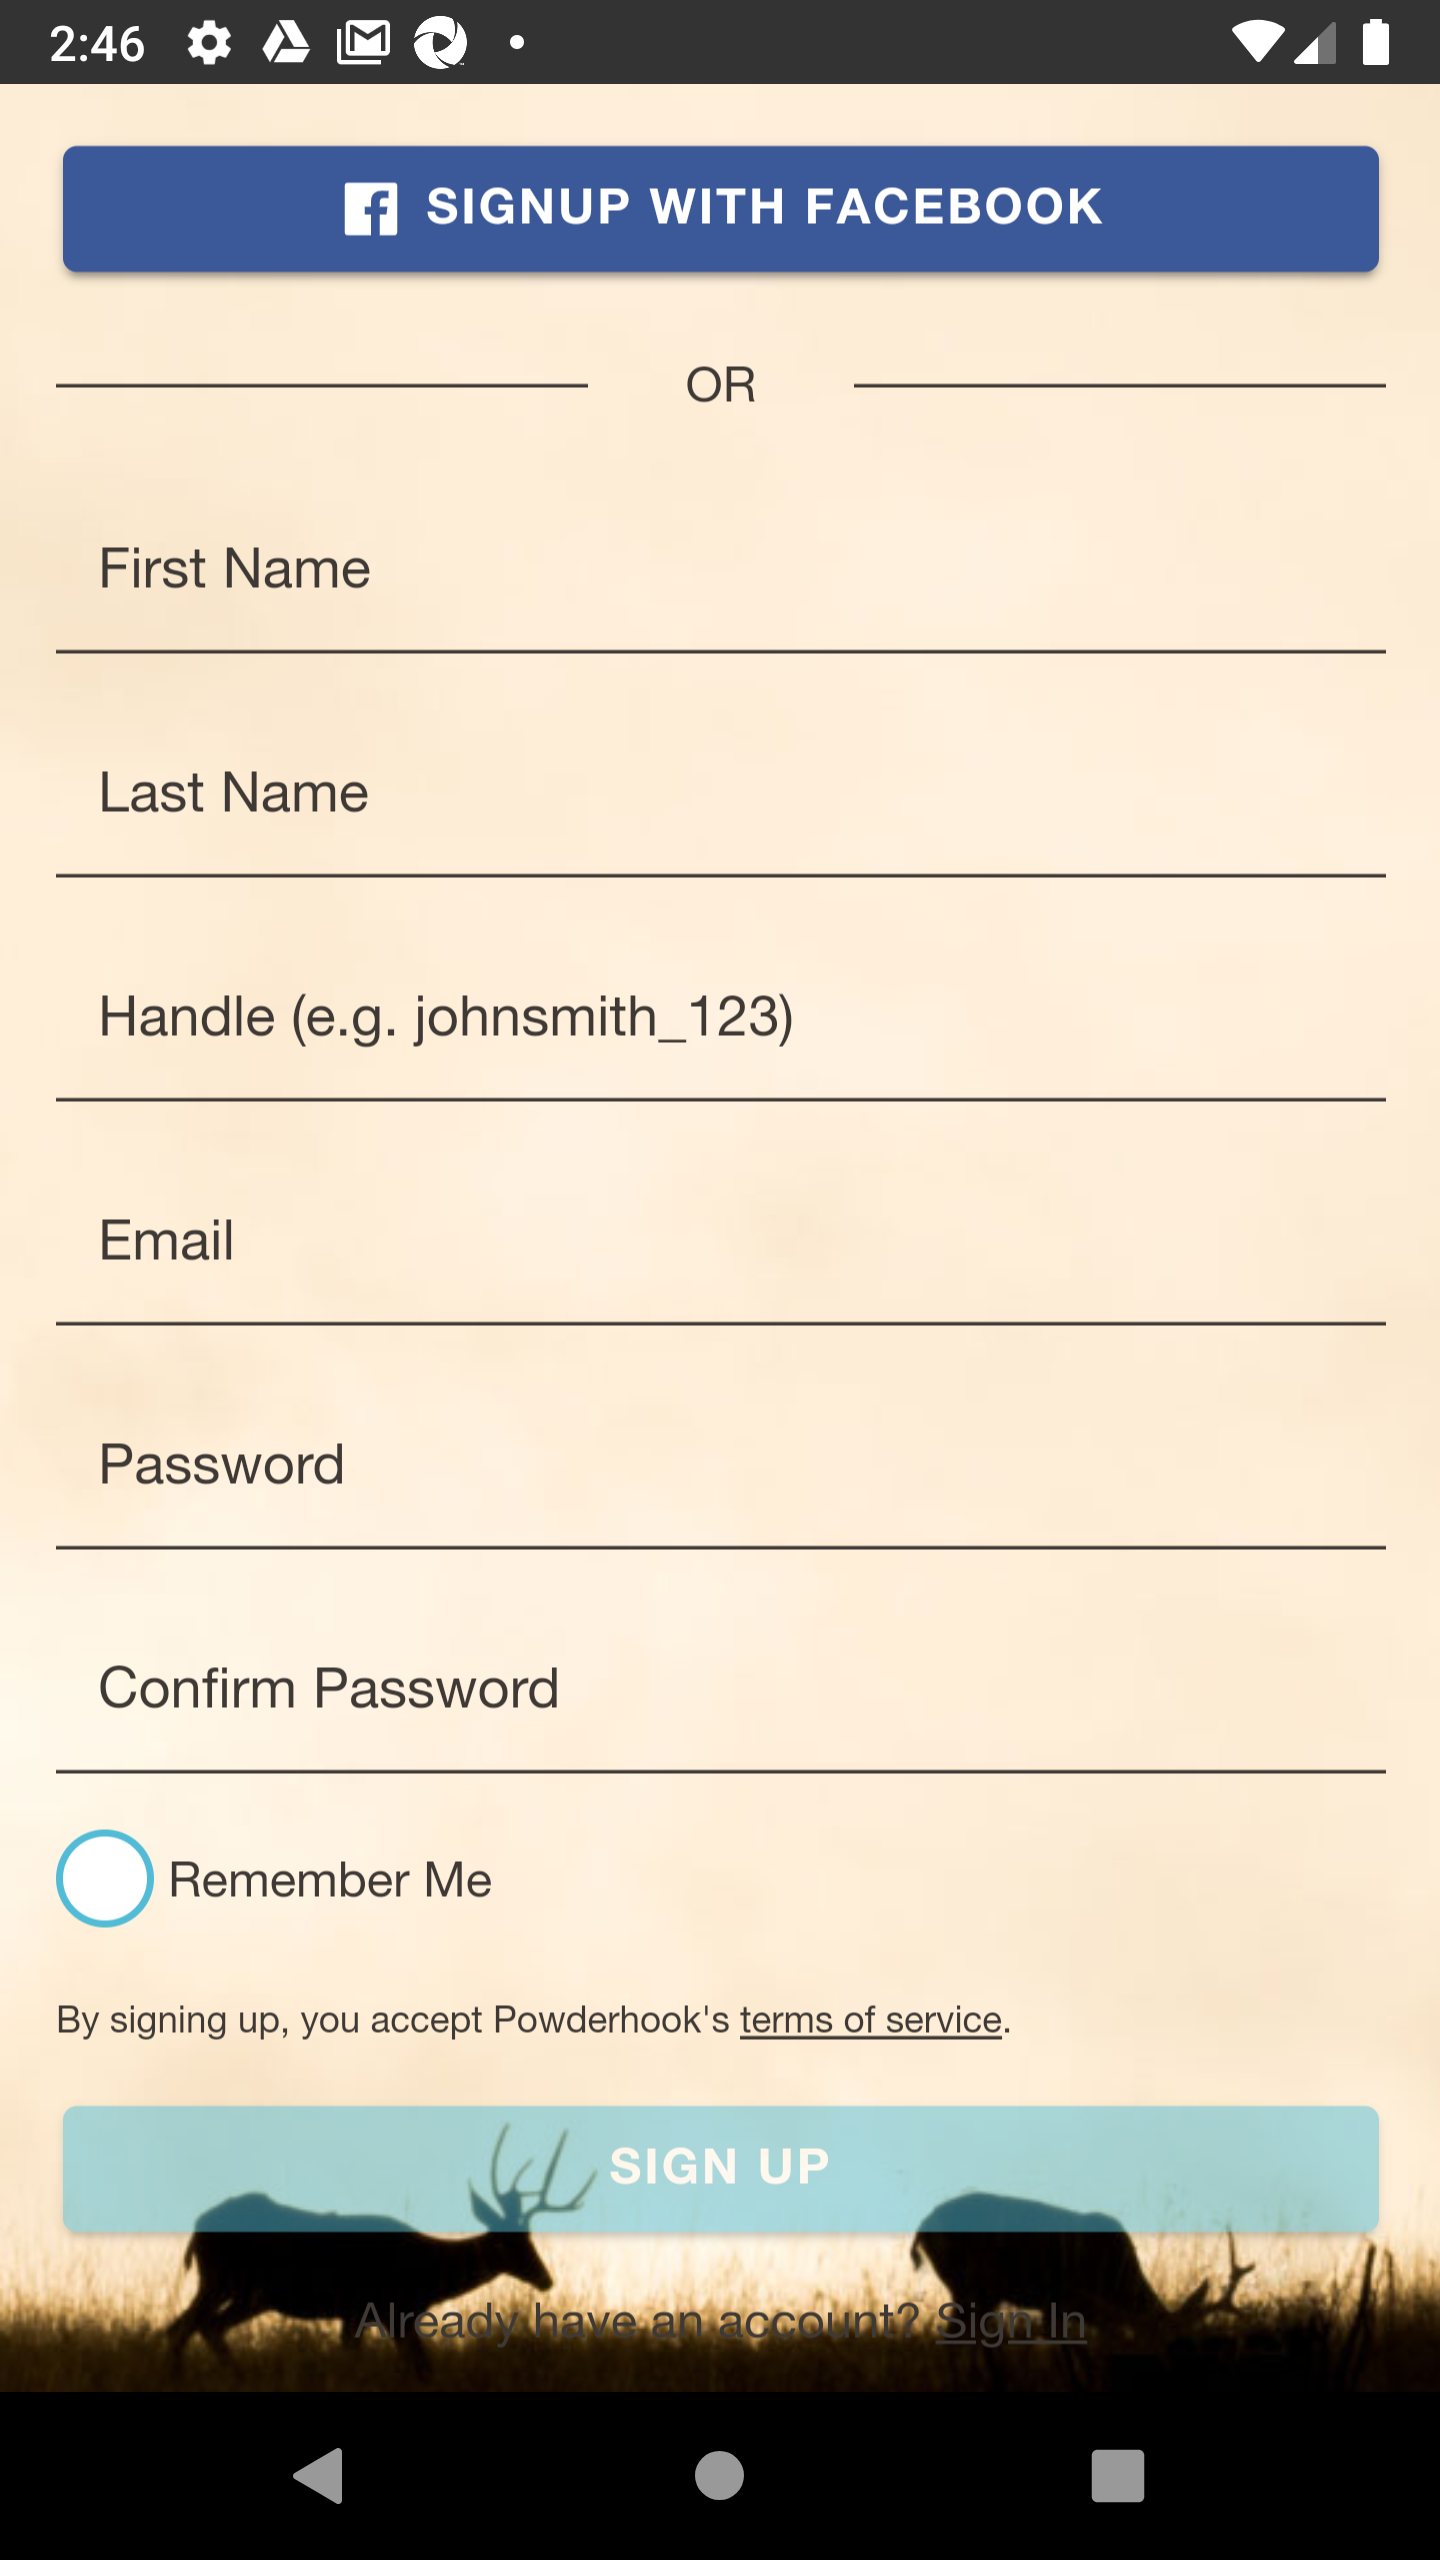 2:46
SIGNUP WITH FACEBOOK
OR
First Name
Last Name
Handle (e.g. johnsmith_123)
Email
Password
Confirm Password
Remember Me
By signing up, you accept Powderhook's terms of service.
SIGN UP
Already have an account? Sign In